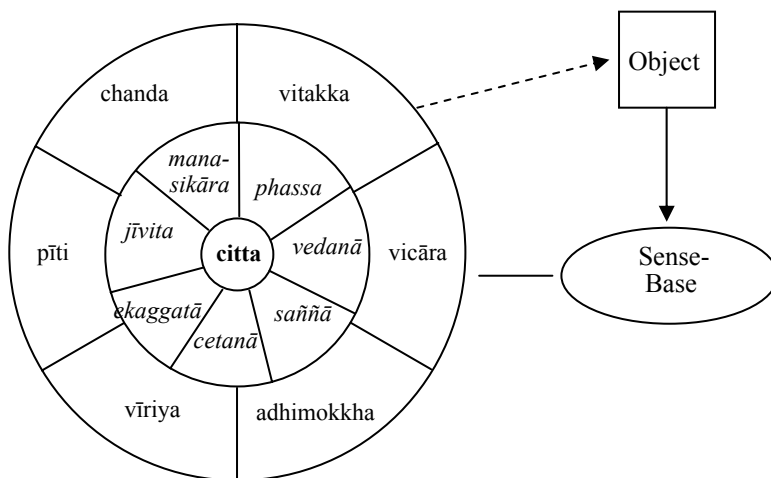 chanda
vitakka
Object
mana-
sikāra
phassa
pīti
jīvita
citta
vedanā
vicāra
Sense-
Base
ekaggatā
saññā
cetanā
vīriya
adhimokkha